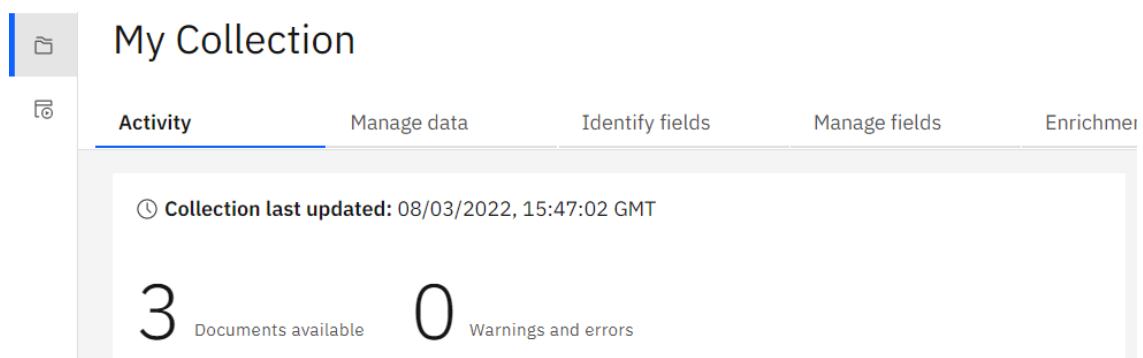 My Collection
Activity Manage data Identify fields Manage fields
Collection last updated: 08/03/2022, 15:47:02 GMT
3 Documents available 0 Warnings and errors